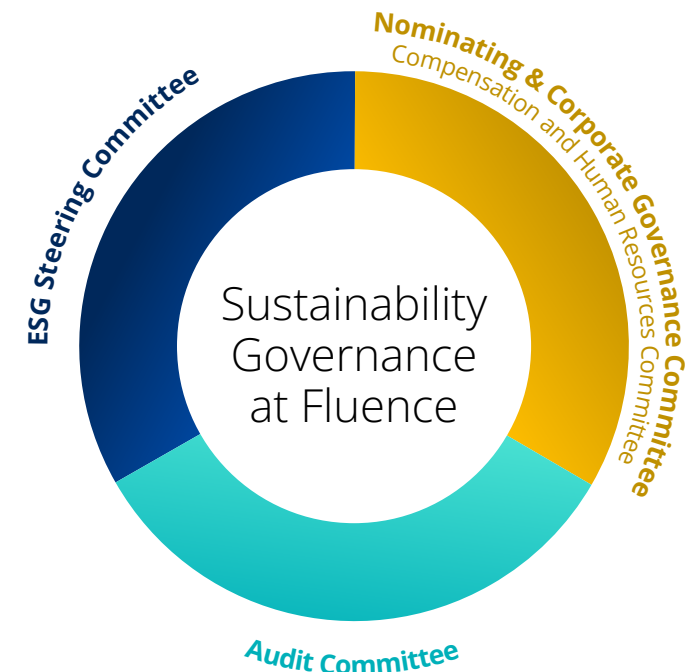 Nominating & Corporate Governance Committee
Compensation and Human Resources Committee
ESG Steering Committee
Sustainability
Governance
at Fluence
Audit Committee